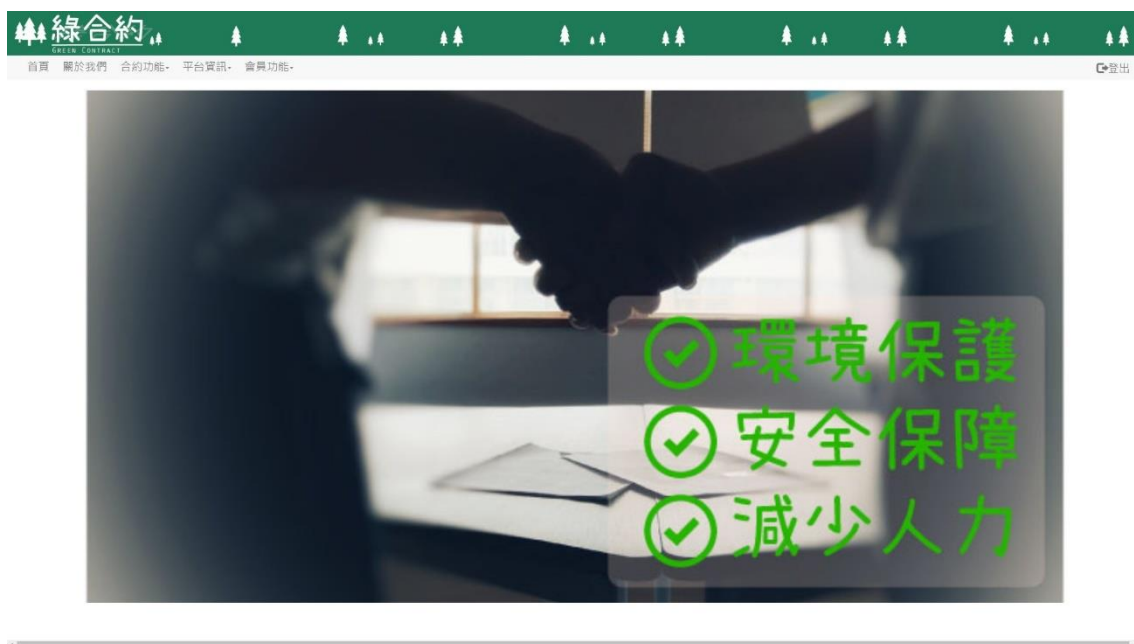 綠合約
GREEN CONTRACT
首頁 關於我們 合約功能 平台資訊 會員功能 登出
環境保護
安全保障
減少人力